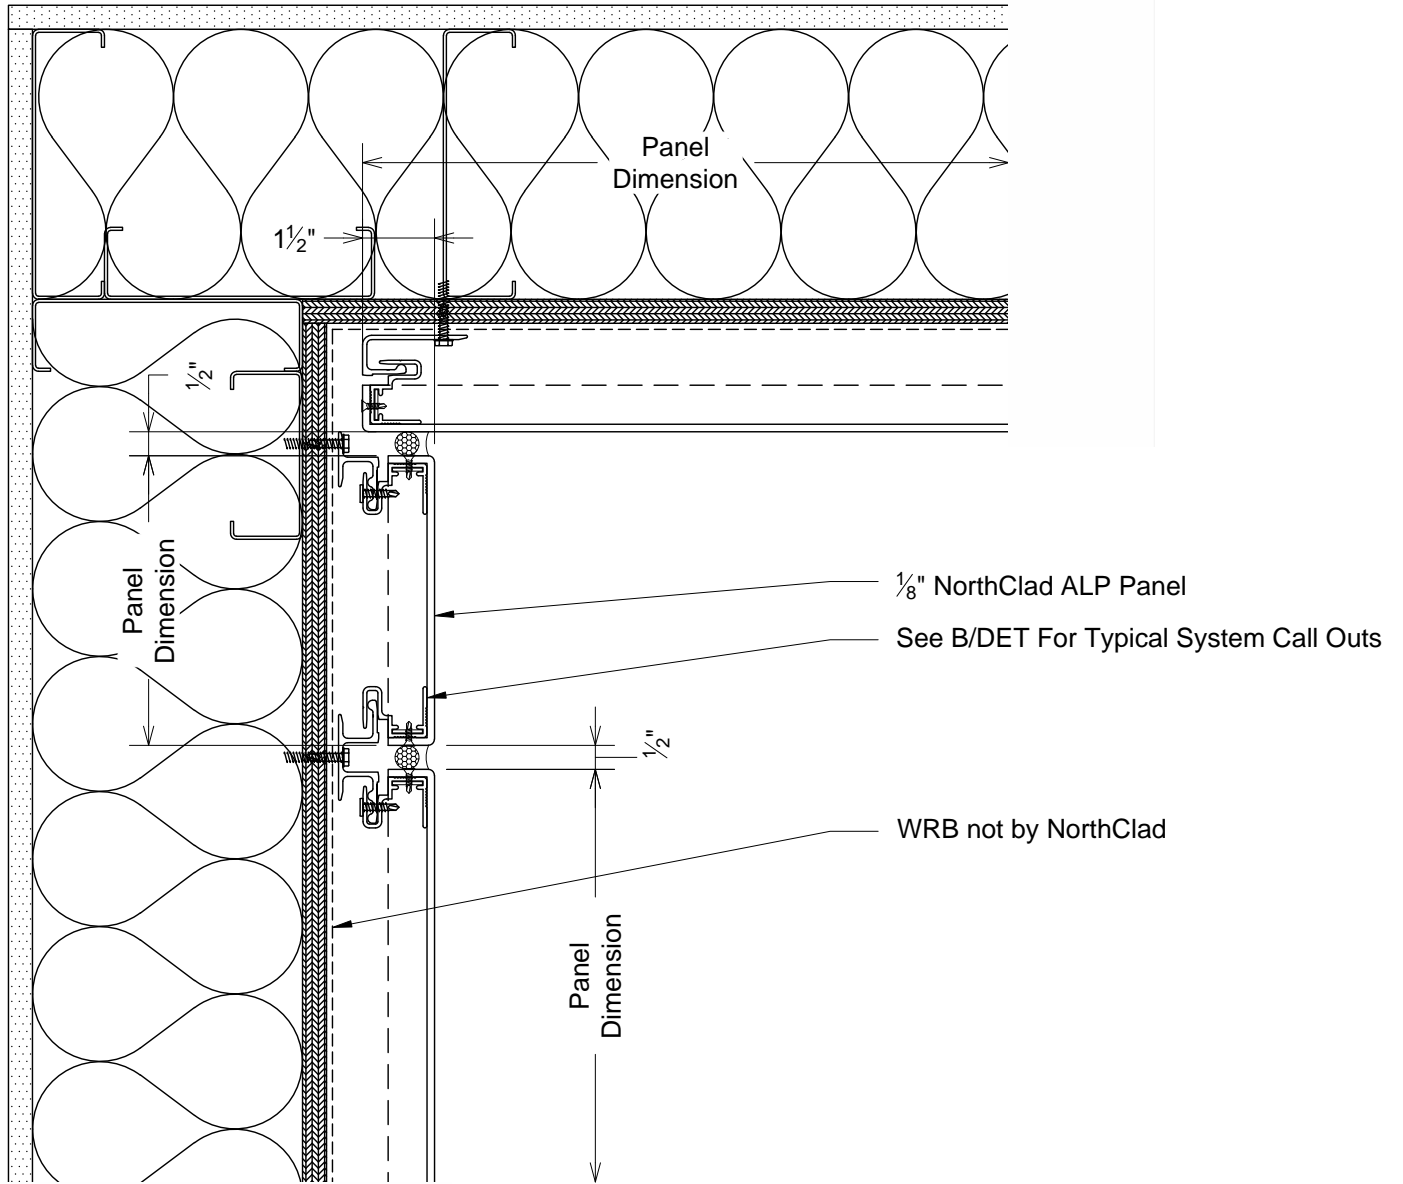 Panel
Dimension
1½"
½"
Panel
Dimension
⅛" NorthClad ALP Panel
See B/DET For Typical System Call Outs
½"
WRB not by NorthClad
Panel
Dimension